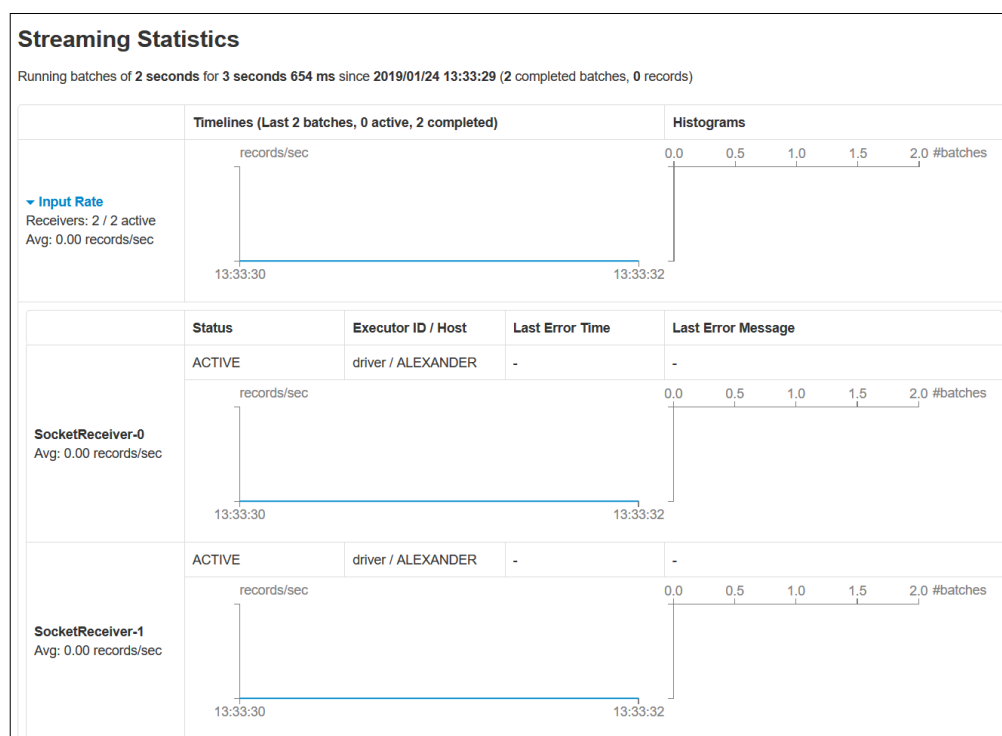 Streaming Statistics
Running batches of 2 seconds for 3 seconds 654 ms since 2019/01/24 13:33:29 (2 completed batches, 0 records)
Timelines (Last 2 batches, 0 active, 2 completed) Histograms
records/sec 0.0 0.5 1.0 1.5 2.0 #batches
Input Rate
Receivers: 2 / 2 active
Avg: 0.00 records/sec
13:33:30 13:33:32
Status Executor ID / Host Last Error Time Last Error Message
ACTIVE driver / ALEXANDER - -
records/sec 0.0 0.5 1.0 1.5 2.0 #batches
SocketReceiver-0
Avg: 0.00 records/sec
13:33:30 13:33:32
ACTIVE driver / ALEXANDER - -
records/sec 0.0 0.5 1.0 1.5 2.0 #batches
SocketReceiver-1
Avg: 0.00 records/sec
13:33:30 13:33:32